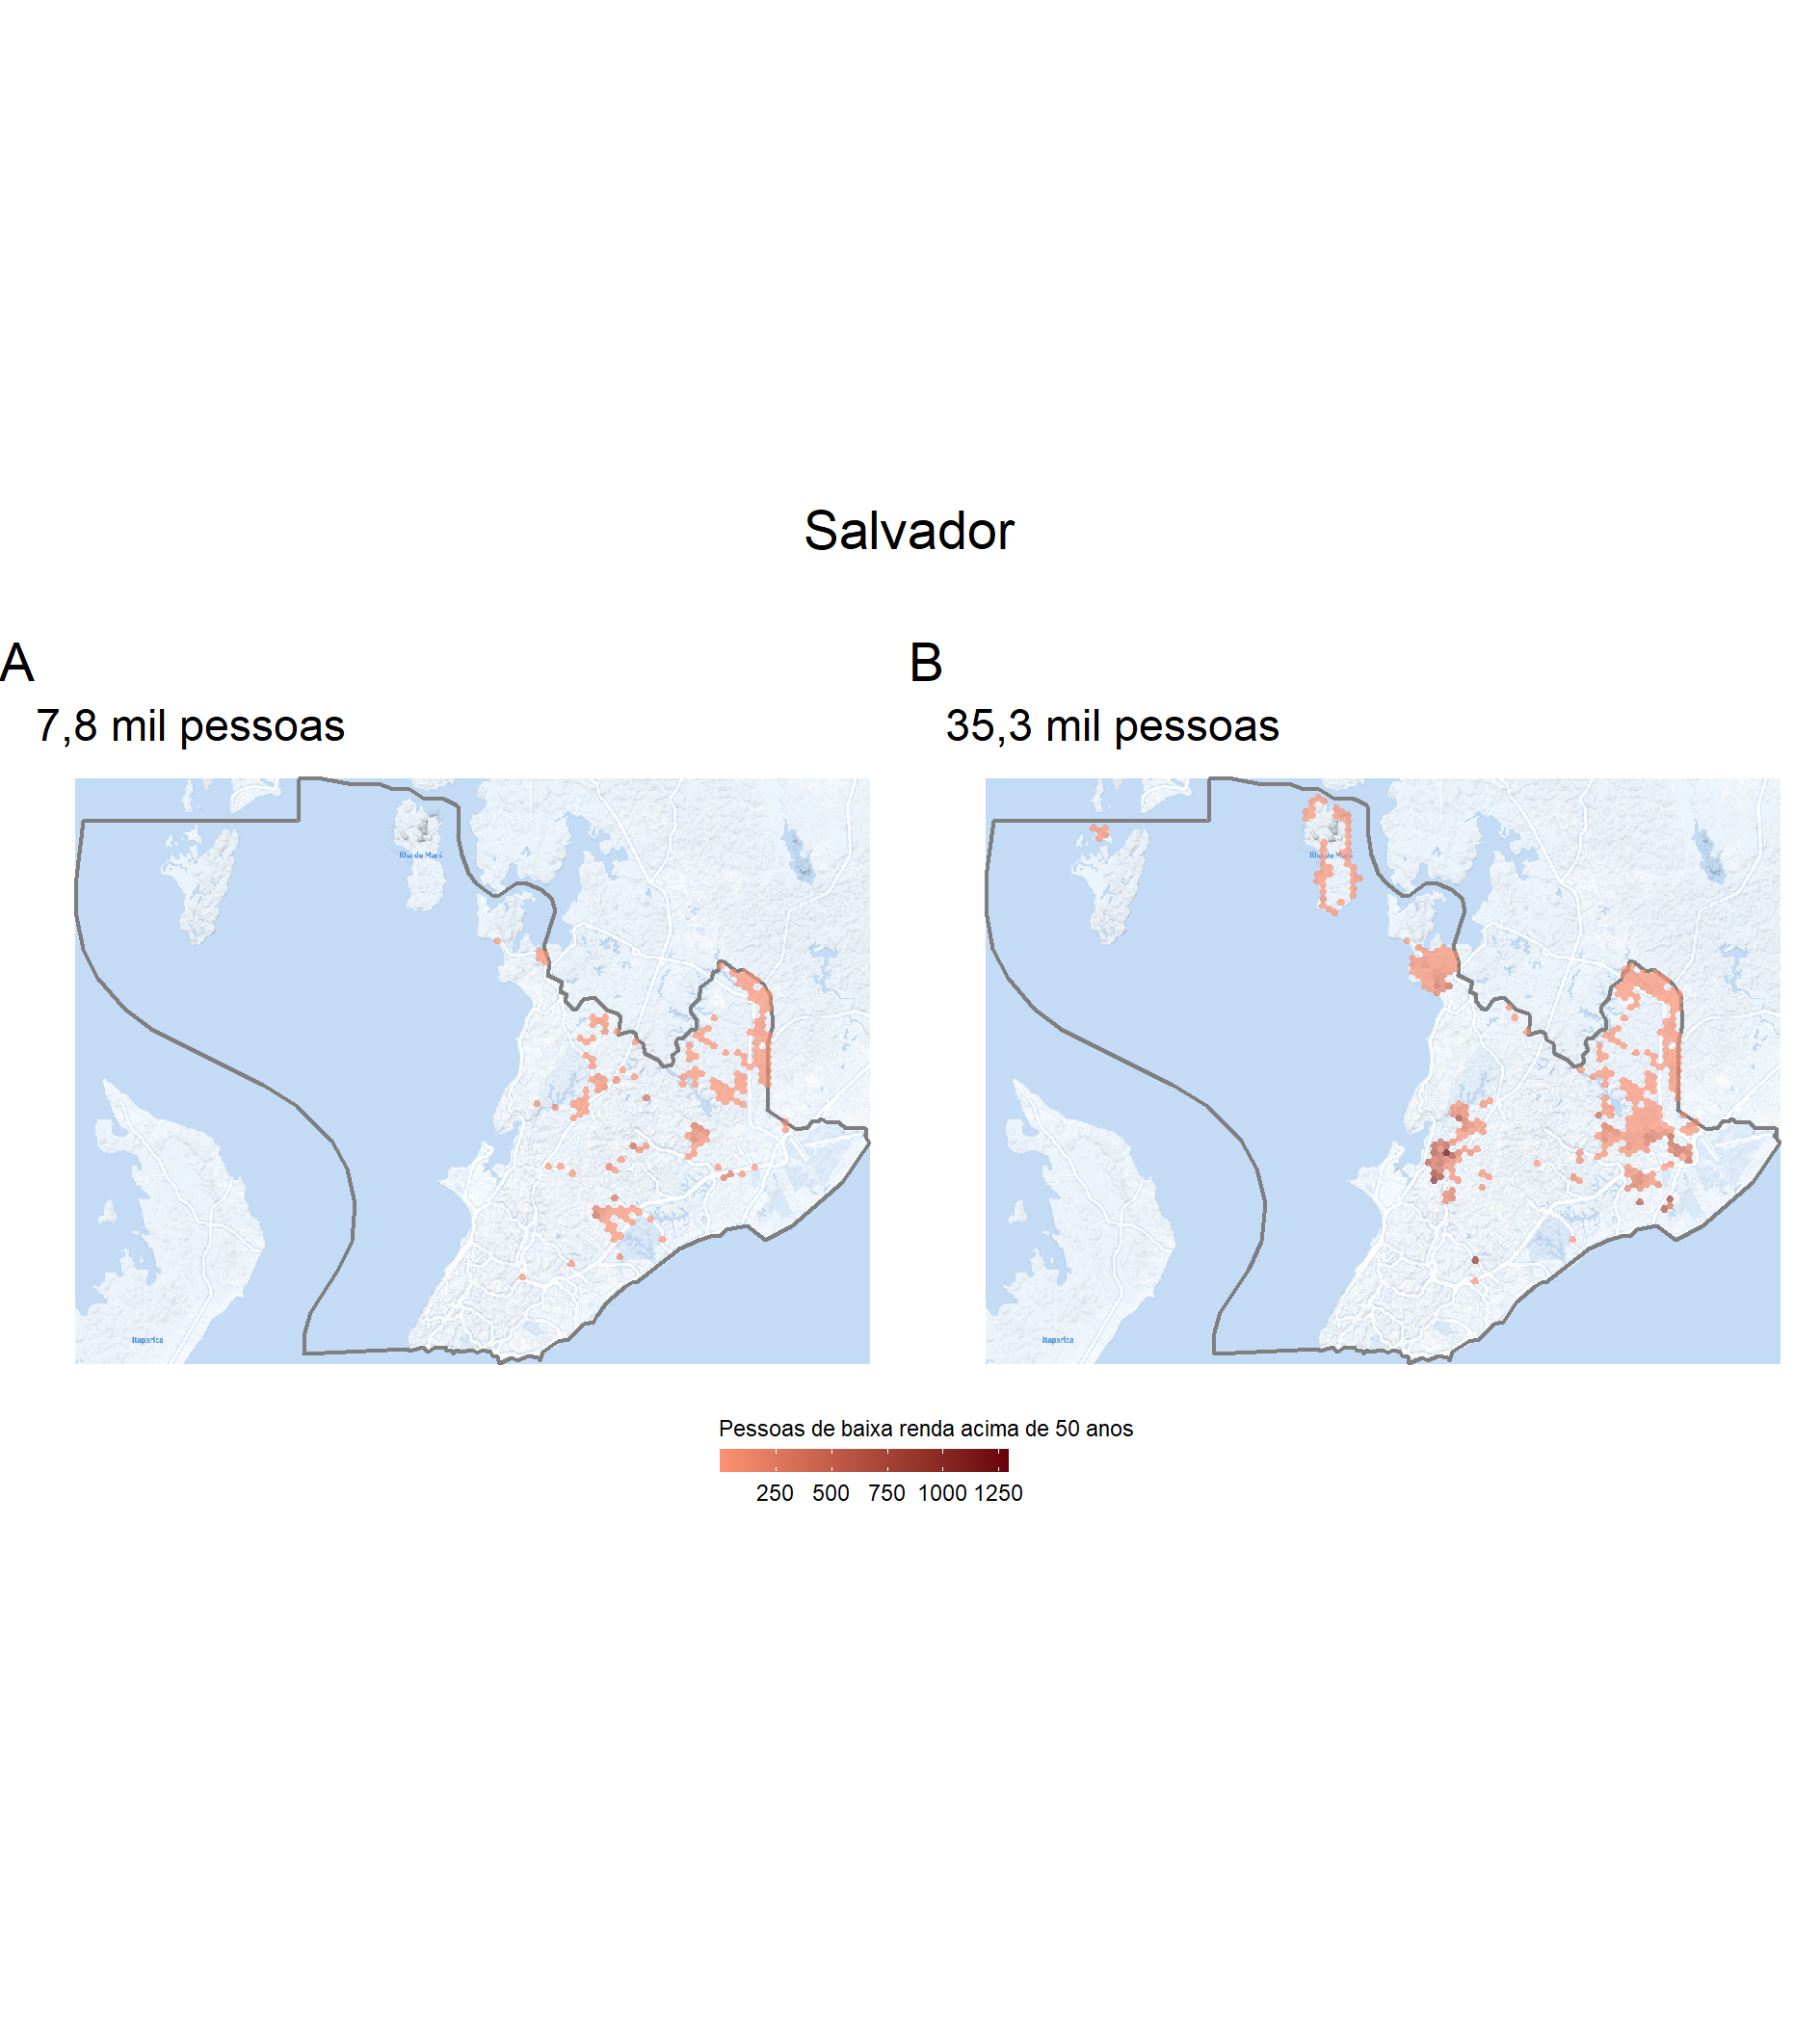 Salvador
A
B
7,8 mil pessoas
35,3 mil pessoas
Ilha de Maré
Ilha de Maré
Itaparica
Itaparica
Pessoas de baixa renda acima de 50 anos
250 500 750 1000 1250